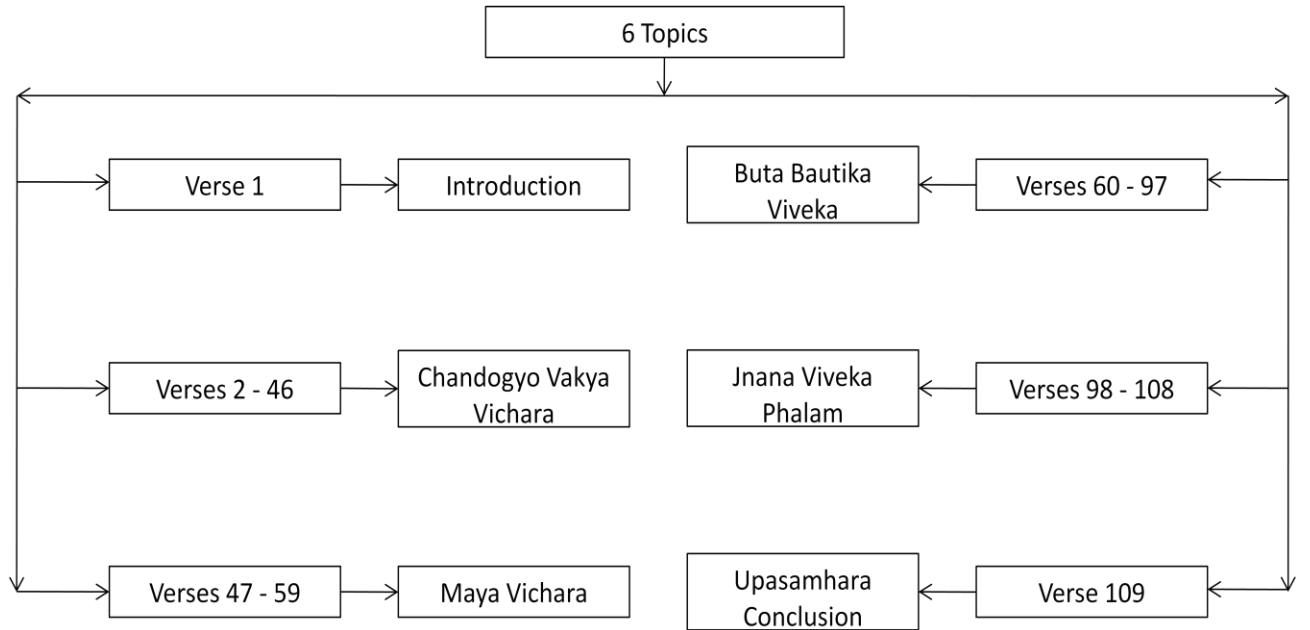 6 Topics
Verse 1
Introduction
Buta Bautika
Viveka
Verses 60 - 97
Verses 2 - 46
Chandogyo Vakya
Vichara
Jnana Viveka
Phalam
Verses 98 - 108
Verses 47 - 59
Maya Vichara
Upasamhara
Conclusion
Verse 109